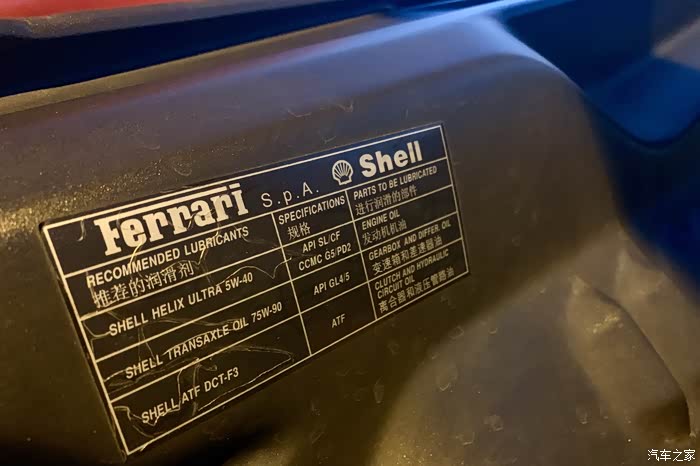 Ferrari S.p.A. Shell
RECOMMENDED LUBRICANTS
推荐的润滑剂
SPECIFICATIONS
规格
PARTS TO BE LUBRICATED
进行润滑的部件
SHELL HELIX ULTRA 5W-40
API SL/CF
CCMC G5/PD2
ENGINE OIL
发动机机油
SHELL TRANSAXLE OIL 75W-90
API GL4/5
GEARBOX AND DIFFER. OIL
变速箱和差速器油
SHELL ATF DCT-F3
ATF
CLUTCH AND HYDRAULIC
CIRCUIT OIL
离合器和液压管路油
汽车之家